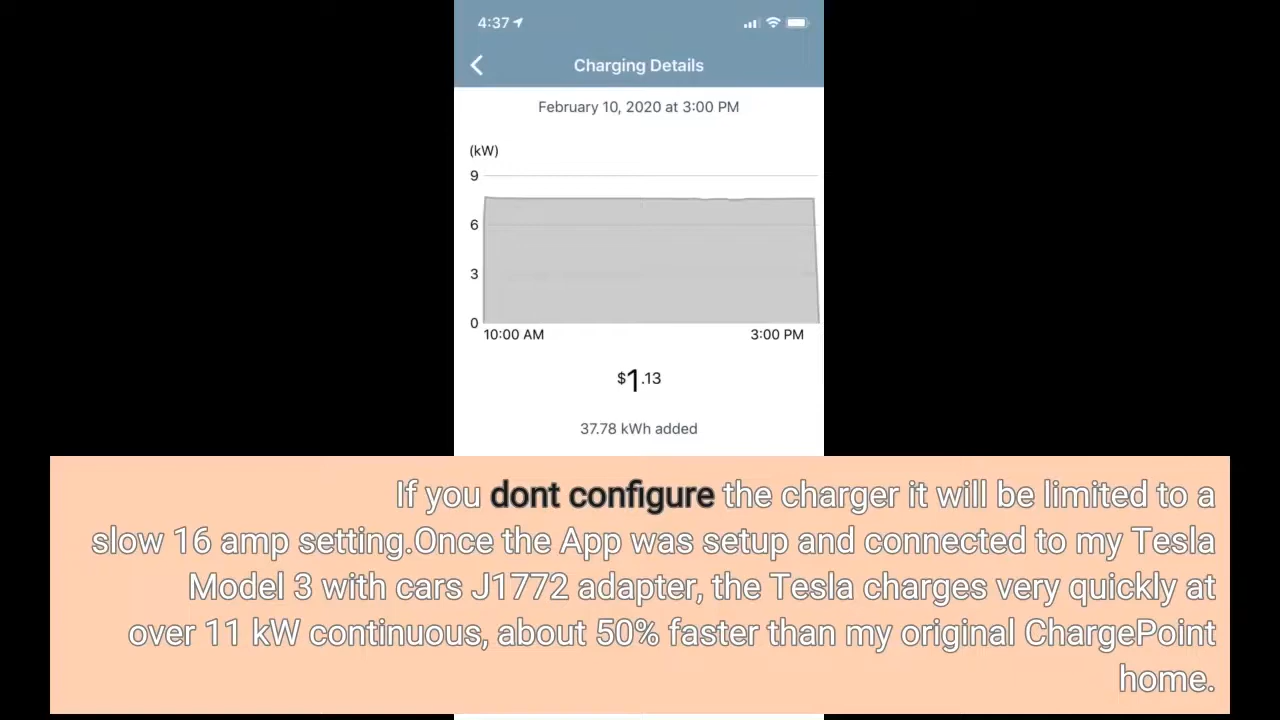 4:37
Charging Details
February 10, 2020 at 3:00 PM
(kW)
9
6
3
0
10:00 AM 3:00 PM
$1.13
37.78 kWh added
If you dont configure the charger it will be limited to a
slow 16 amp setting.Once the App was setup and connected to my Tesla
Model 3 with cars J1772 adapter, the Tesla charges very quickly at
over 11 kW continuous, about 50% faster than my original ChargePoint
home.